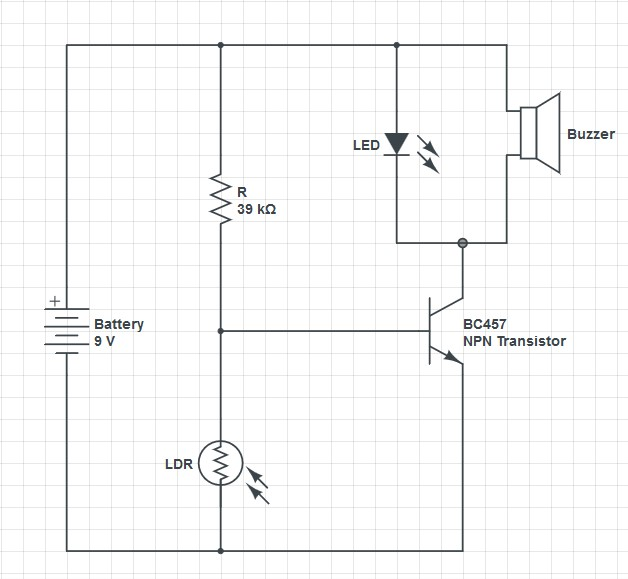 LED
Buzzer
R
39 kΩ
+
Battery
9 V
BC457
NPN Transistor
LDR